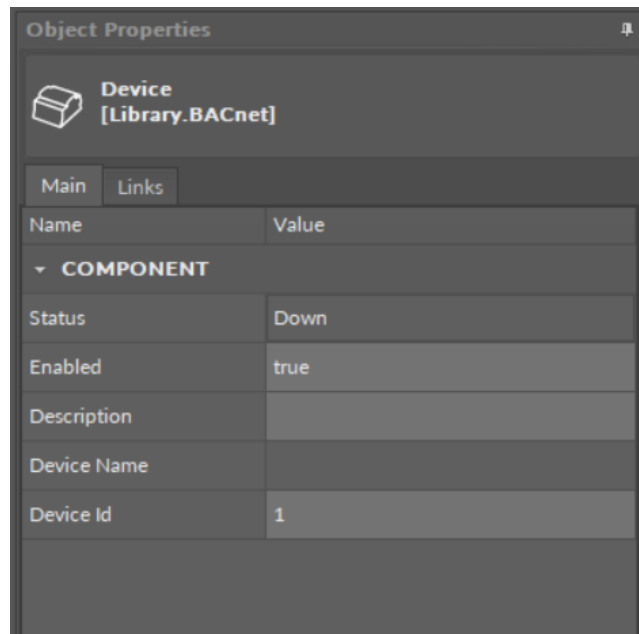 Object Properties
Device
[Library.BACnet]
Main Links
Name Value
COMPONENT
Status Down
Enabled true
Description
Device Name
Device Id 1